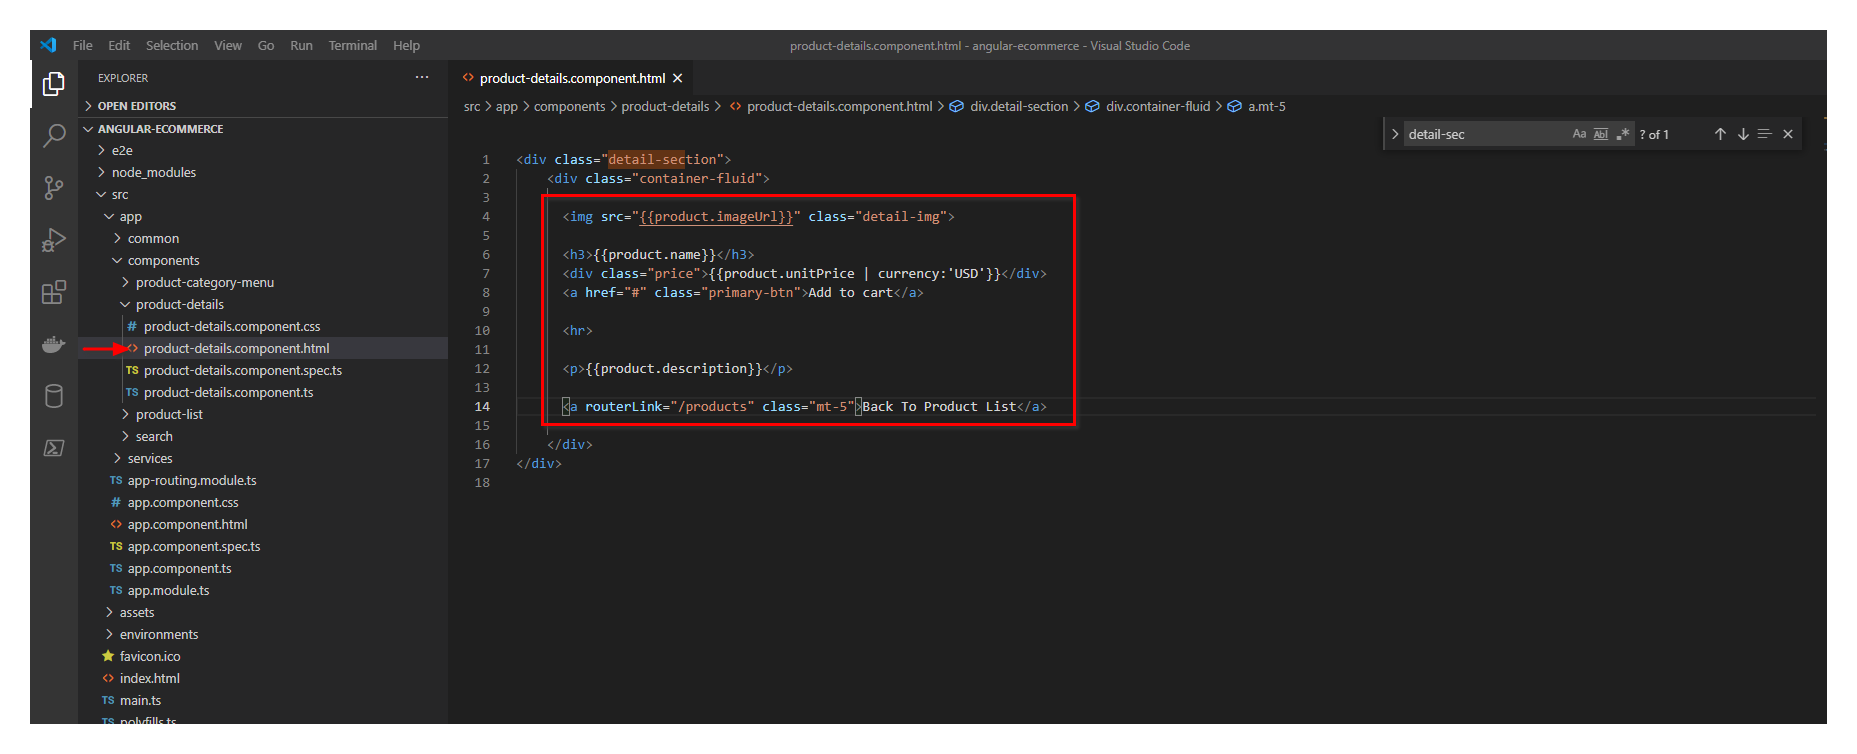 File Edit Selection View Go Run Terminal Help
product-details.component.html - angular-ecommerce - Visual Studio Code
EXPLORER ...
OPEN EDITORS
ANGULAR-ECOMMERCE
e2e
node_modules
src
app
common
components
product-category-menu
product-details
# product-details.component.css
<> product-details.component.html
TS product-details.component.spec.ts
TS product-details.component.ts
product-list
search
services
TS app-routing.module.ts
# app.component.css
<> app.component.html
TS app.component.spec.ts
TS app.component.ts
TS app.module.ts
assets
environments
favicon.ico
<> index.html
TS main.ts
TS polyfills.ts
<> product-details.component.html ×
src > app > components > product-details > <> product-details.component.html > div.detail-section > div.container-fluid > a.mt-5
detail-sec Aa Abl .* ? of 1
1 <div class="detail-section">
2 <div class="container-fluid">
3
4 <img src="{{product.imageUrl}}" class="detail-img">
5
6 <h3>{{product.name}}</h3>
7 <div class="price">{{product.unitPrice | currency:'USD'}}</div>
8 <a href="#" class="primary-btn">Add to cart</a>
9
10 <hr>
11
12 <p>{{product.description}}</p>
13
14 <a routerLink="/products" class="mt-5">Back To Product List</a>
15
16 </div>
17 </div>
18